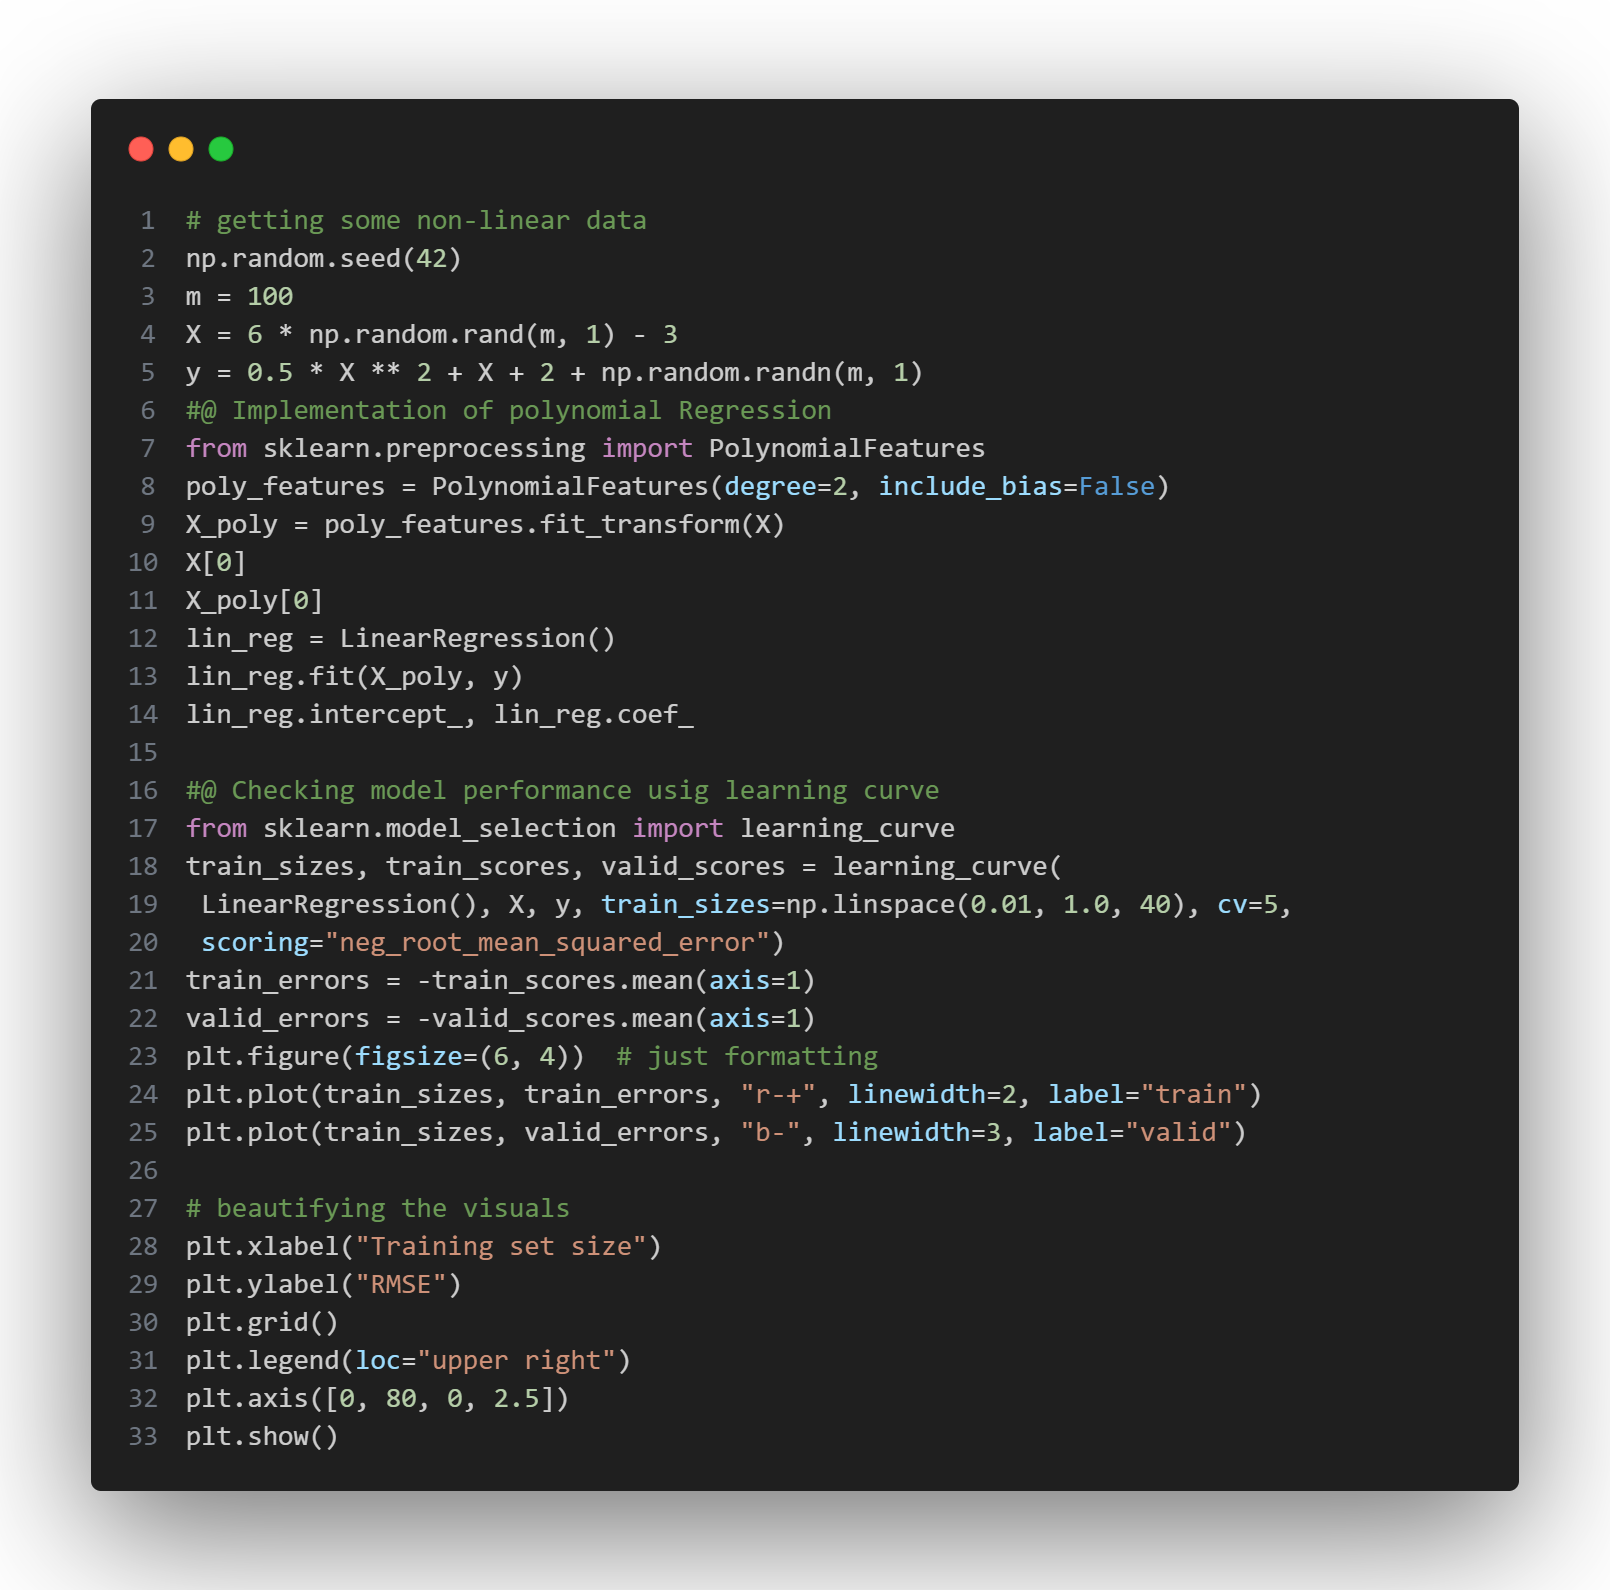 1 # getting some non-linear data
2 np.random.seed(42)
3 m = 100
4 X = 6 * np.random.rand(m, 1) - 3
5 y = 0.5 * X ** 2 + X + 2 + np.random.randn(m, 1)
6 #@ Implementation of polynomial Regression
7 from sklearn.preprocessing import PolynomialFeatures
8 poly_features = PolynomialFeatures(degree=2, include_bias=False)
9 X_poly = poly_features.fit_transform(X)
10 X[0]
11 X_poly[0]
12 lin_reg = LinearRegression()
13 lin_reg.fit(X_poly, y)
14 lin_reg.intercept_, lin_reg.coef_
15
16 #@ Checking model performance usig learning curve
17 from sklearn.model_selection import learning_curve
18 train_sizes, train_scores, valid_scores = learning_curve(
19  LinearRegression(), X, y, train_sizes=np.linspace(0.01, 1.0, 40), cv=5,
20  scoring="neg_root_mean_squared_error")
21 train_errors = -train_scores.mean(axis=1)
22 valid_errors = -valid_scores.mean(axis=1)
23 plt.figure(figsize=(6, 4))  # just formatting
24 plt.plot(train_sizes, train_errors, "r-+", linewidth=2, label="train")
25 plt.plot(train_sizes, valid_errors, "b-", linewidth=3, label="valid")
26
27 # beautifying the visuals
28 plt.xlabel("Training set size")
29 plt.ylabel("RMSE")
30 plt.grid()
31 plt.legend(loc="upper right")
32 plt.axis([0, 80, 0, 2.5])
33 plt.show()